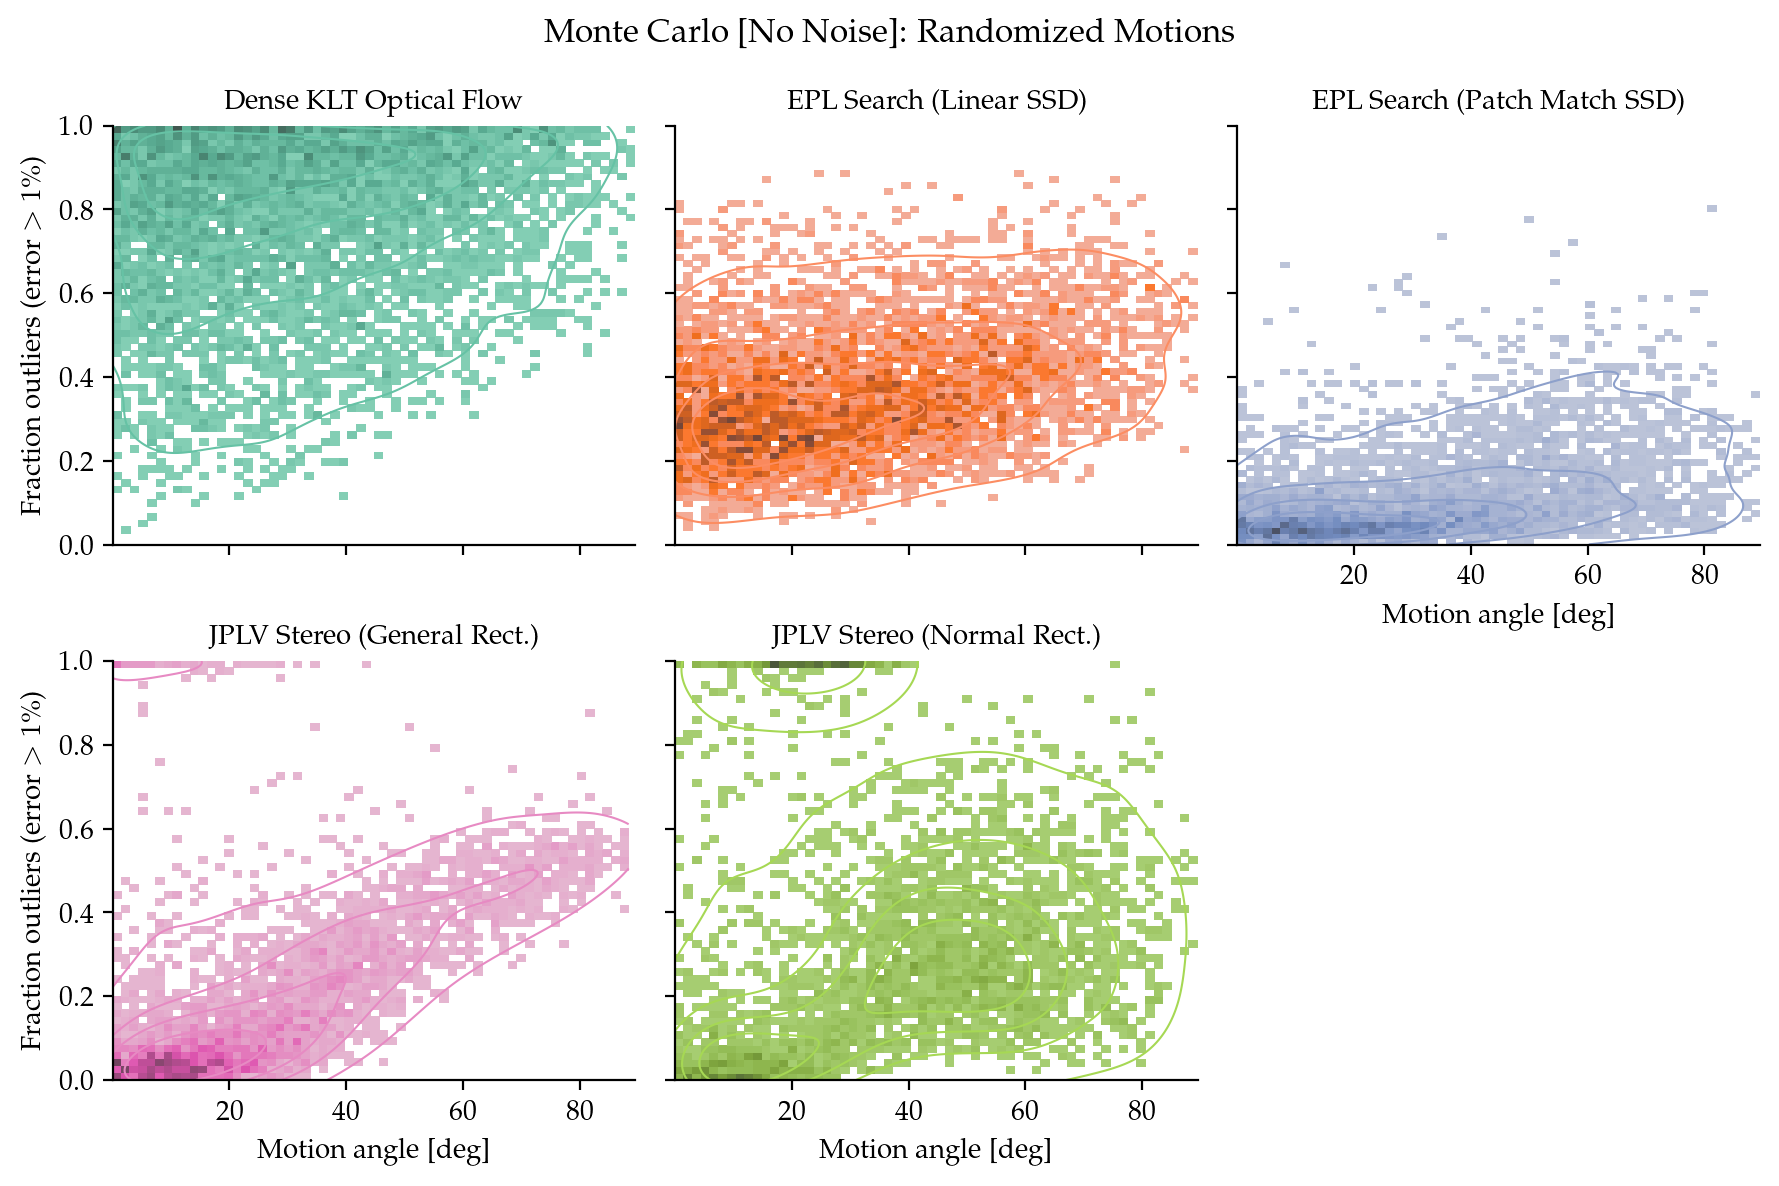 Monte Carlo [No Noise]: Randomized Motions
Dense KLT Optical Flow
EPL Search (Linear SSD)
EPL Search (Patch Match SSD)
Fraction outliers (error > 1%)
1.0
0.8
0.6
0.4
0.2
0.0
20 40 60 80
Motion angle [deg]
JPLV Stereo (General Rect.)
JPLV Stereo (Normal Rect.)
Fraction outliers (error > 1%)
1.0
0.8
0.6
0.4
0.2
0.0
20 40 60 80
20 40 60 80
Motion angle [deg]
Motion angle [deg]